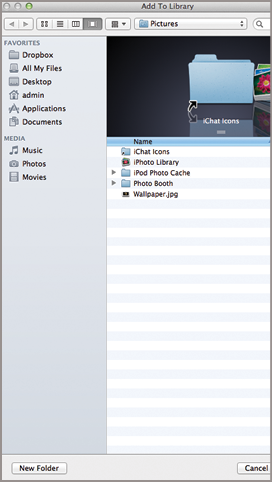 Add To Library
Pictures
FAVORITES
Dropbox
All My Files
Desktop
admin
Applications
Documents
MEDIA
Music
Photos
Movies
iChat Icons
Name
iChat Icons
iPhoto Library
iPod Photo Cache
Photo Booth
Wallpaper.jpg
New Folder
Cancel